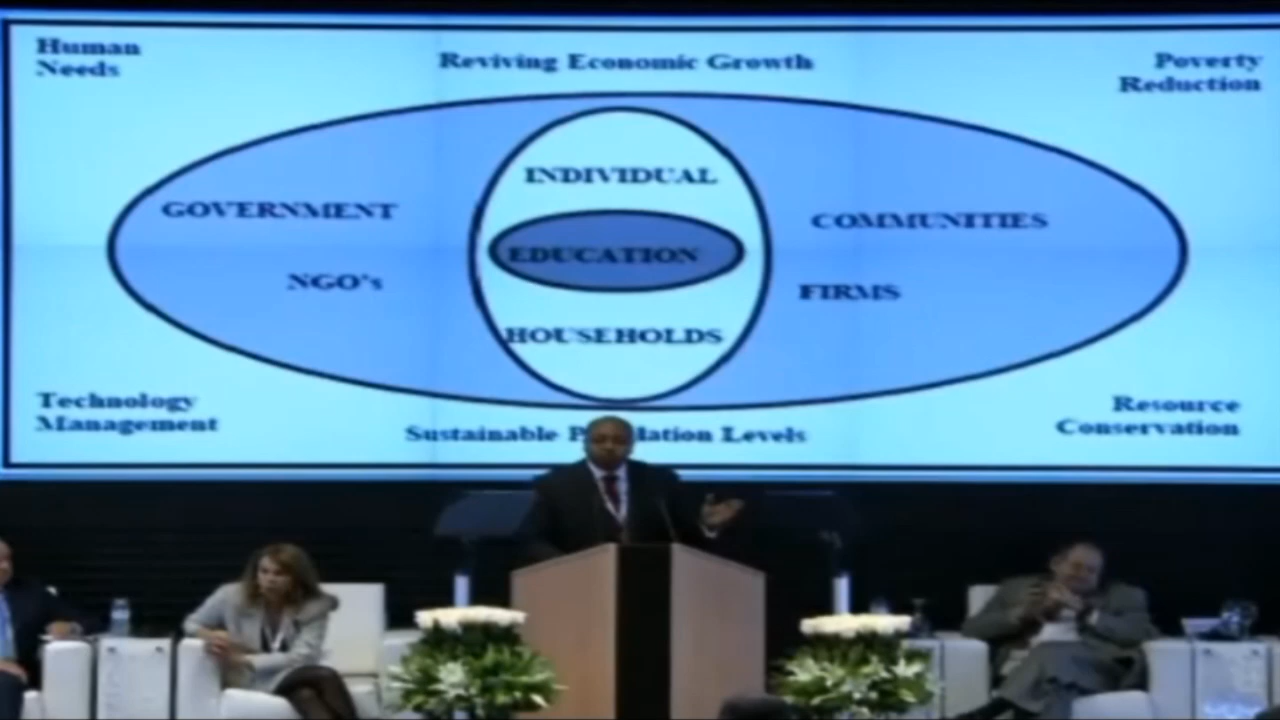 Human
Needs
Reviving Economic Growth
Poverty
Reduction
INDIVIDUAL
GOVERNMENT
COMMUNITIES
EDUCATION
NGO's
FIRMS
HOUSEHOLDS
Technology
Management
Resource
Conservation
Sustainable Levels